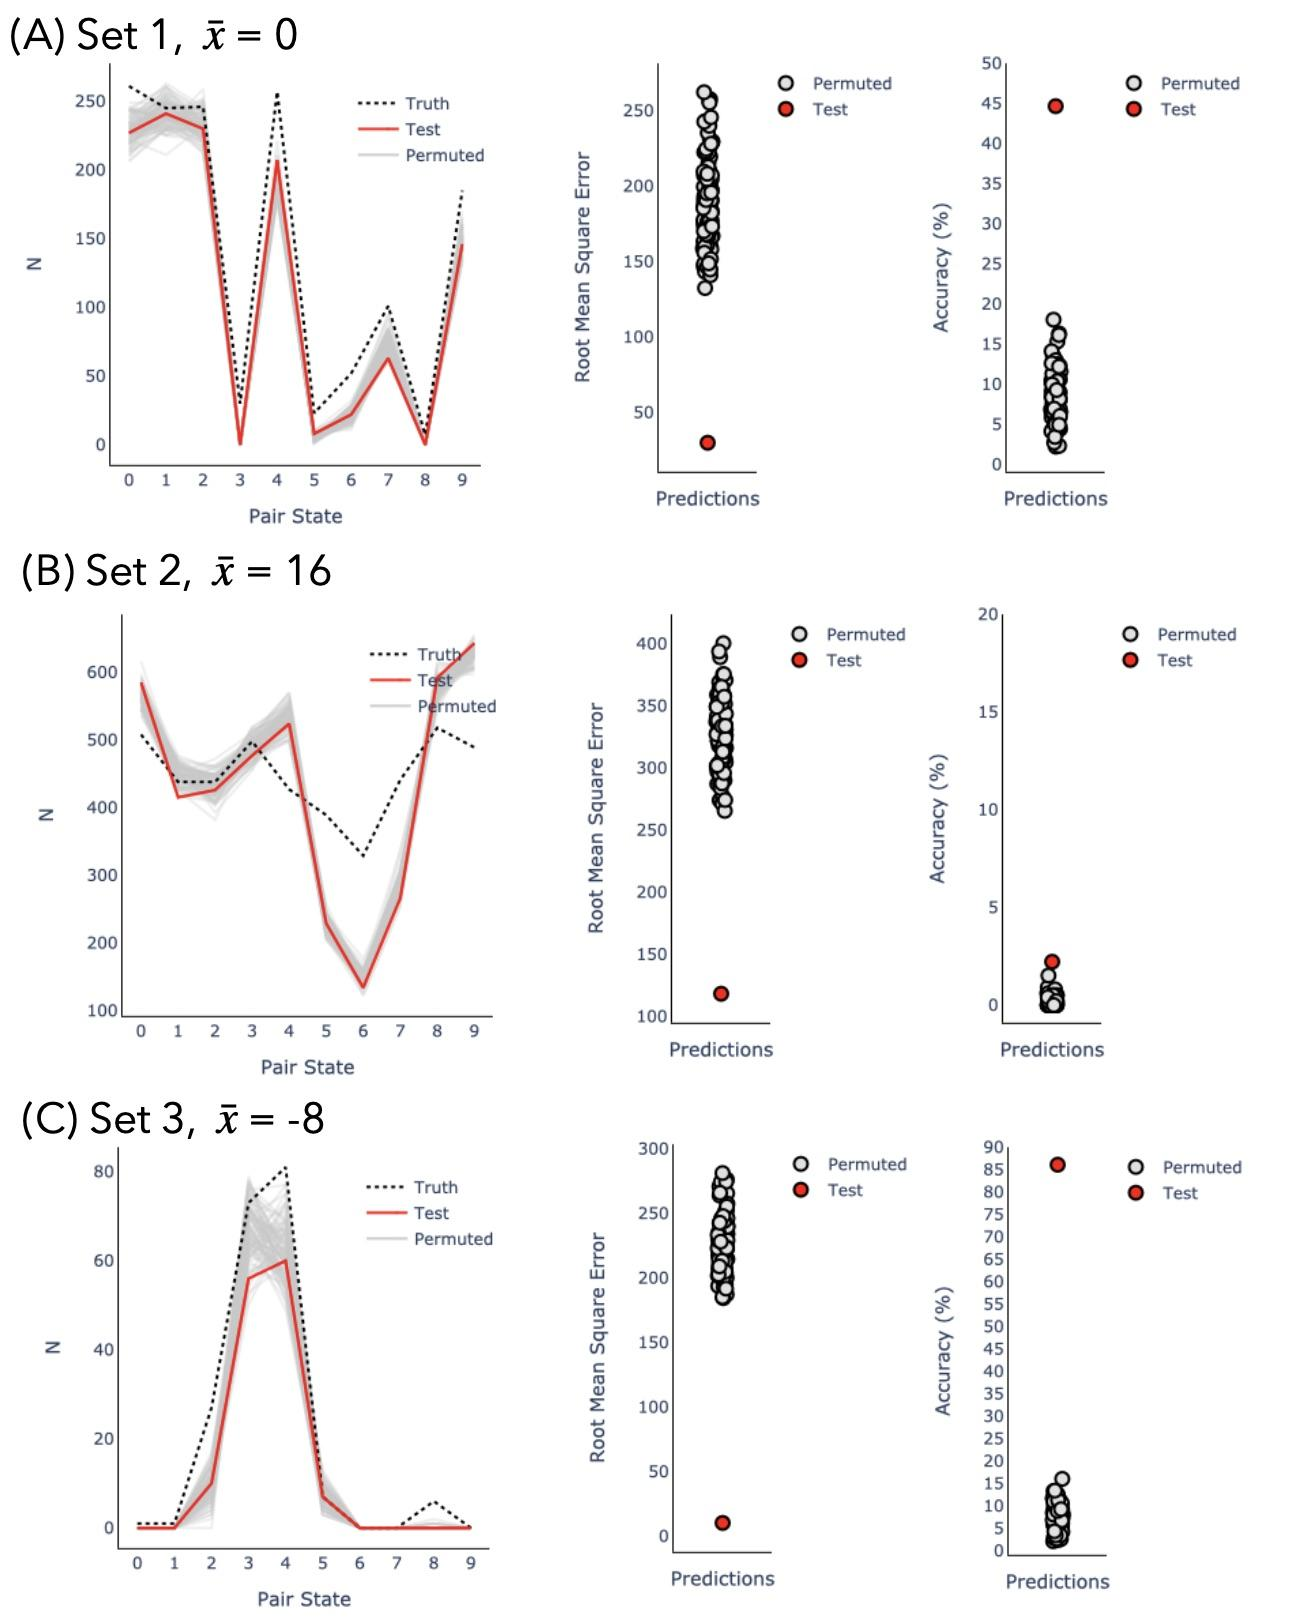 (A) Set 1, x̄ = 0
250
200
150
100
50
0
N
0 1 2 3 4 5 6 7 8 9
Pair State
Truth
Test
Permuted
250
200
150
100
50
Root Mean Square Error
Predictions
Permuted
Test
50
45
40
35
30
25
20
15
10
5
0
Accuracy (%)
Predictions
Permuted
Test
(B) Set 2, x̄ = 16
600
500
400
300
200
100
N
0 1 2 3 4 5 6 7 8 9
Pair State
Truth
Test
Permuted
400
350
300
250
200
150
100
Root Mean Square Error
Predictions
Permuted
Test
20
15
10
5
0
Accuracy (%)
Predictions
Permuted
Test
(C) Set 3, x̄ = -8
80
60
40
20
0
N
0 1 2 3 4 5 6 7 8 9
Pair State
Truth
Test
Permuted
300
250
200
150
100
50
0
Root Mean Square Error
Predictions
Permuted
Test
90
85
80
75
70
65
60
55
50
45
40
35
30
25
20
15
10
5
0
Accuracy (%)
Predictions
Permuted
Test